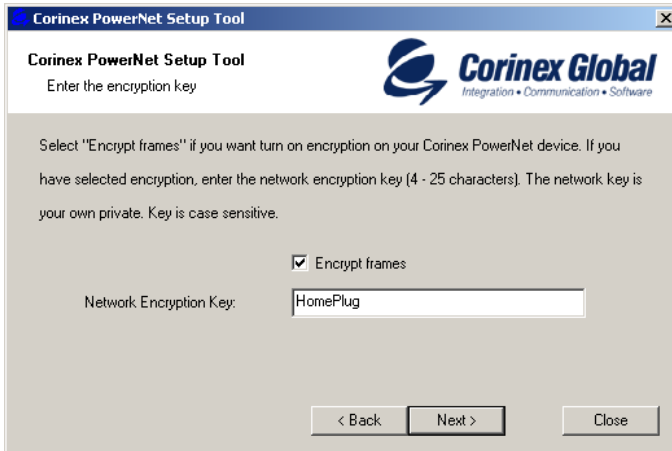 Corinex PowerNet Setup Tool
Corinex PowerNet Setup Tool
Enter the encryption key
Corinex Global
Integration • Communication • Software
Select "Encrypt frames" if you want turn on encryption on your Corinex PowerNet device. If you
have selected encryption, enter the network encryption key (4 - 25 characters). The network key is
your own private. Key is case sensitive.
Encrypt frames
Network Encryption Key: HomePlug
< Back Next > Close